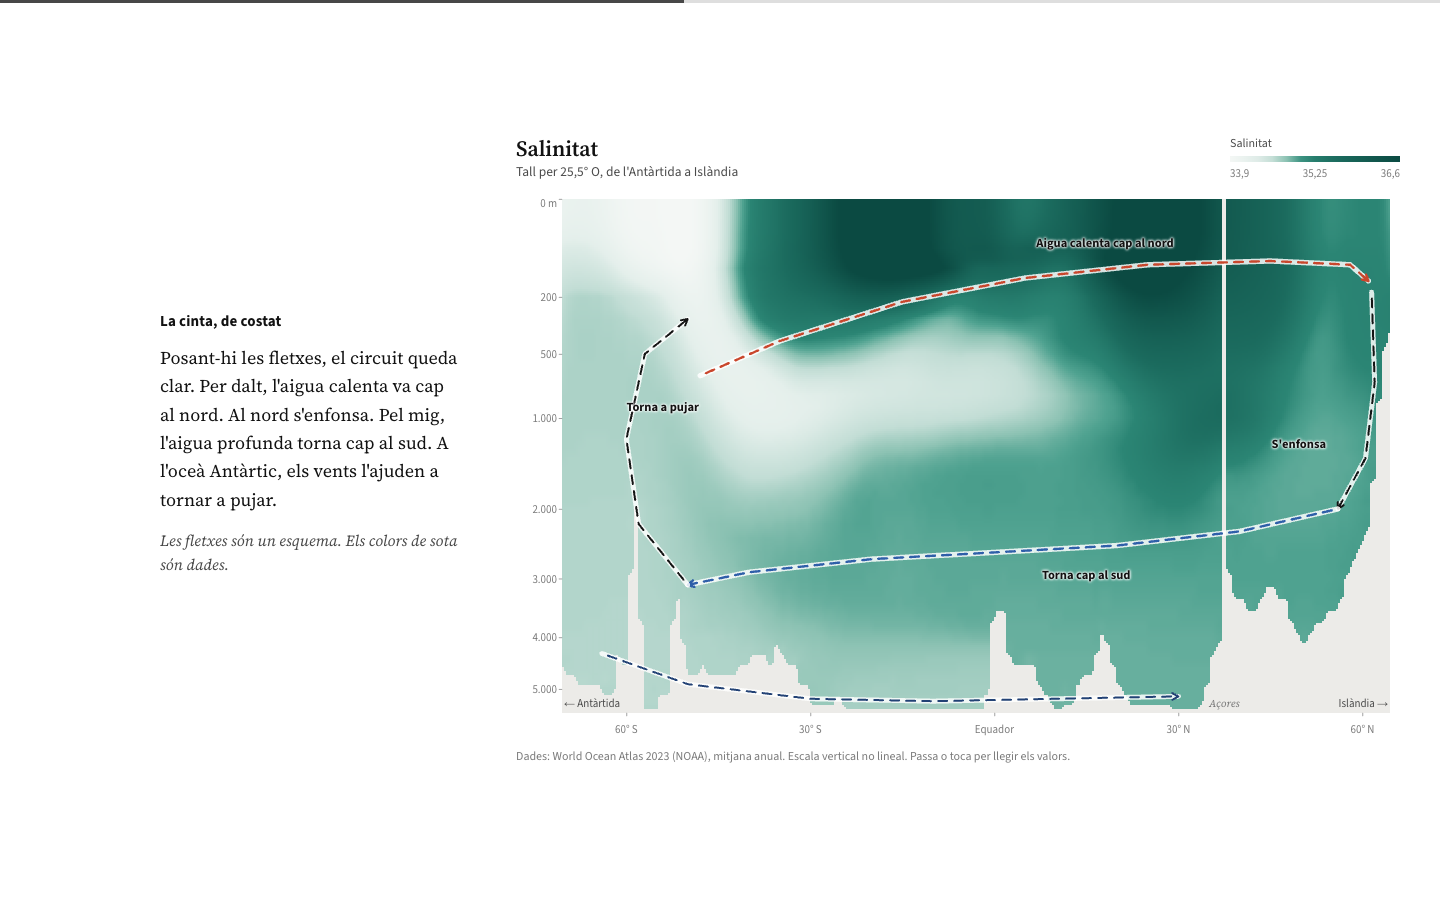 La cinta, de costat
Posant-hi les fletxes, el circuit queda
clar. Per dalt, l'aigua calenta va cap
al nord. Al nord s'enfonsa. Pel mig,
l'aigua profunda torna cap al sud. A
l'oceà Antàrtic, els vents l'ajuden a
tornar a pujar.
Les fletxes són un esquema. Els colors de sota
són dades.
Salinitat
Tall per 25,5° O, de l'Antàrtida a Islàndia
Salinitat
33,9 35,25 36,6
0 m
200
500
1.000
2.000
3.000
4.000
5.000
Aigua calenta cap al nord
Torna a pujar
S'enfonsa
Torna cap al sud
← Antàrtida
Açores
Islàndia →
60° S 30° S Equador 30° N 60° N
Dades: World Ocean Atlas 2023 (NOAA), mitjana anual. Escala vertical no lineal. Passa o toca per llegir els valors.